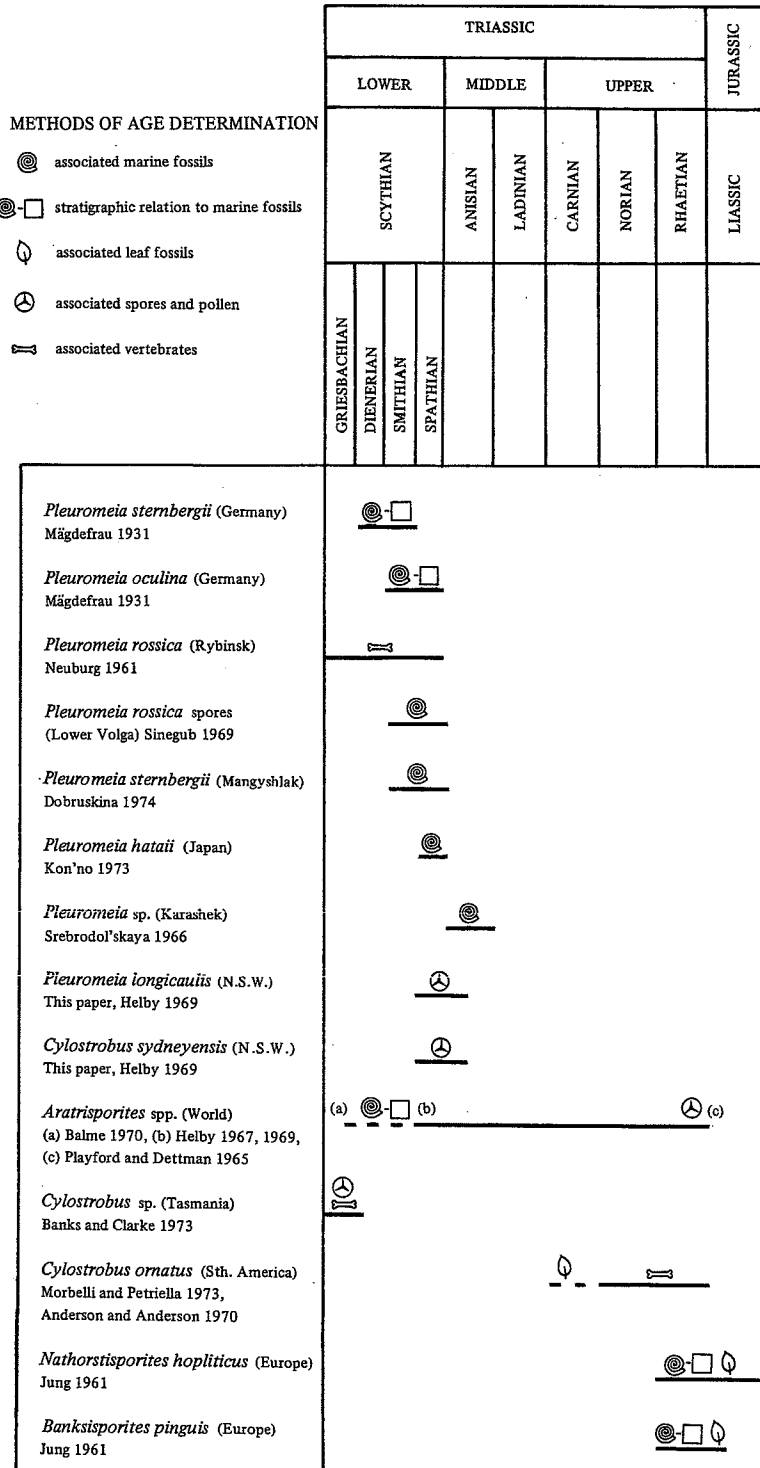 TRIASSIC
JURASSIC
LOWER
MIDDLE
UPPER
METHODS OF AGE DETERMINATION
associated marine fossils
stratigraphic relation to marine fossils
associated leaf fossils
associated spores and pollen
associated vertebrates
SCYTHIAN
ANISIAN
LADINIAN
CARNIAN
NORIAN
RHAETIAN
LIASSIC
GRIESBACHIAN
DIENERIAN
SMITHIAN
SPATHIAN
Pleuromeia sternbergii (Germany)
Mägdefrau 1931
Pleuromeia oculina (Germany)
Mägdefrau 1931
Pleuromeia rossica (Rybinsk)
Neuburg 1961
Pleuromeia rossica spores
(Lower Volga) Sinegub 1969
Pleuromeia sternbergii (Mangyshlak)
Dobruskina 1974
Pleuromeia hataii (Japan)
Kon'no 1973
Pleuromeia sp. (Karashek)
Srebrodol'skaya 1966
Pleuromeia longicaulis (N.S.W.)
This paper, Helby 1969
Cylostrobus sydneyensis (N.S.W.)
This paper, Helby 1969
Aratrisporites spp. (World)
(a) Balme 1970, (b) Helby 1967, 1969,
(c) Playford and Dettman 1965
(a)
(b)
(c)
Cylostrobus sp. (Tasmania)
Banks and Clarke 1973
Cylostrobus ornatus (Sth. America)
Morbelli and Petriella 1973,
Anderson and Anderson 1970
Nathorstisporites hopliticus (Europe)
Jung 1961
Banksisporites pinguis (Europe)
Jung 1961